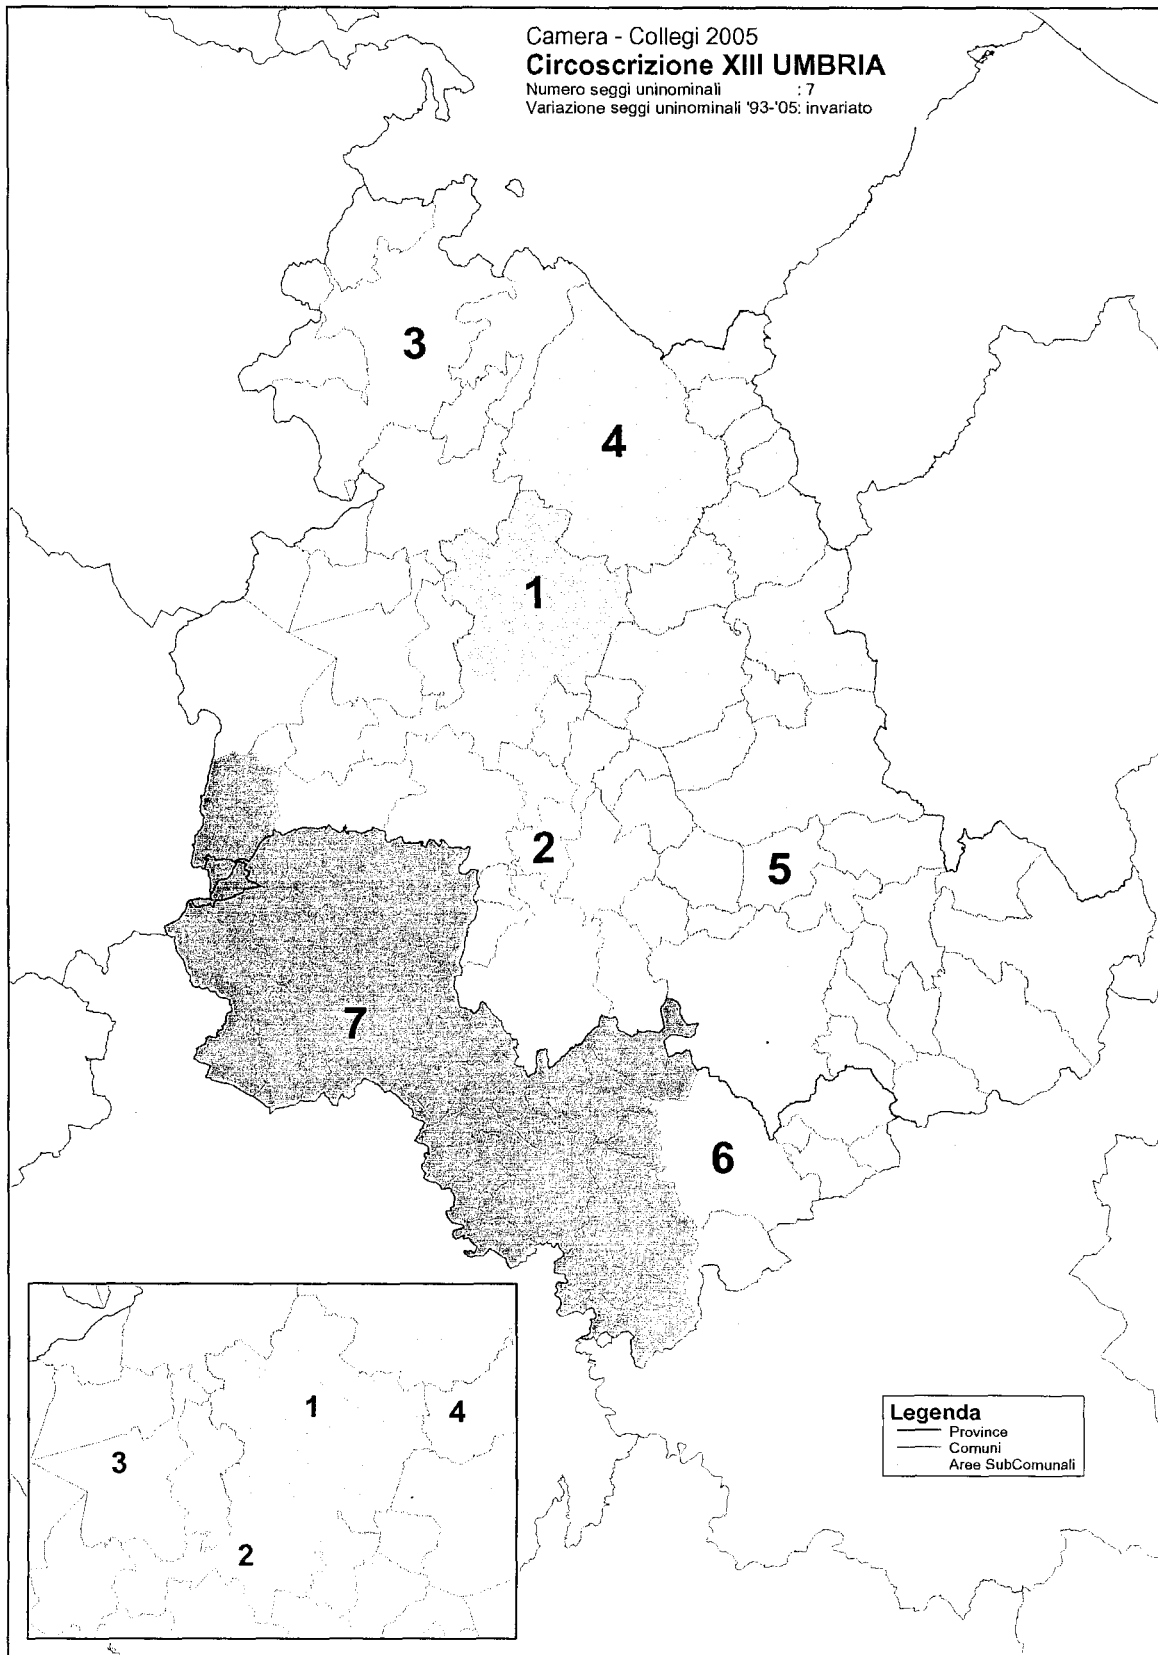 Camera - Collegi 2005
Circoscrizione XIII UMBRIA
Numero seggi uninominali : 7
Variazione seggi uninominali '93-'05: invariato
3
4
1
2
5
7
6
1
4
3
2
Legenda
Province
Comuni
Aree SubComunali